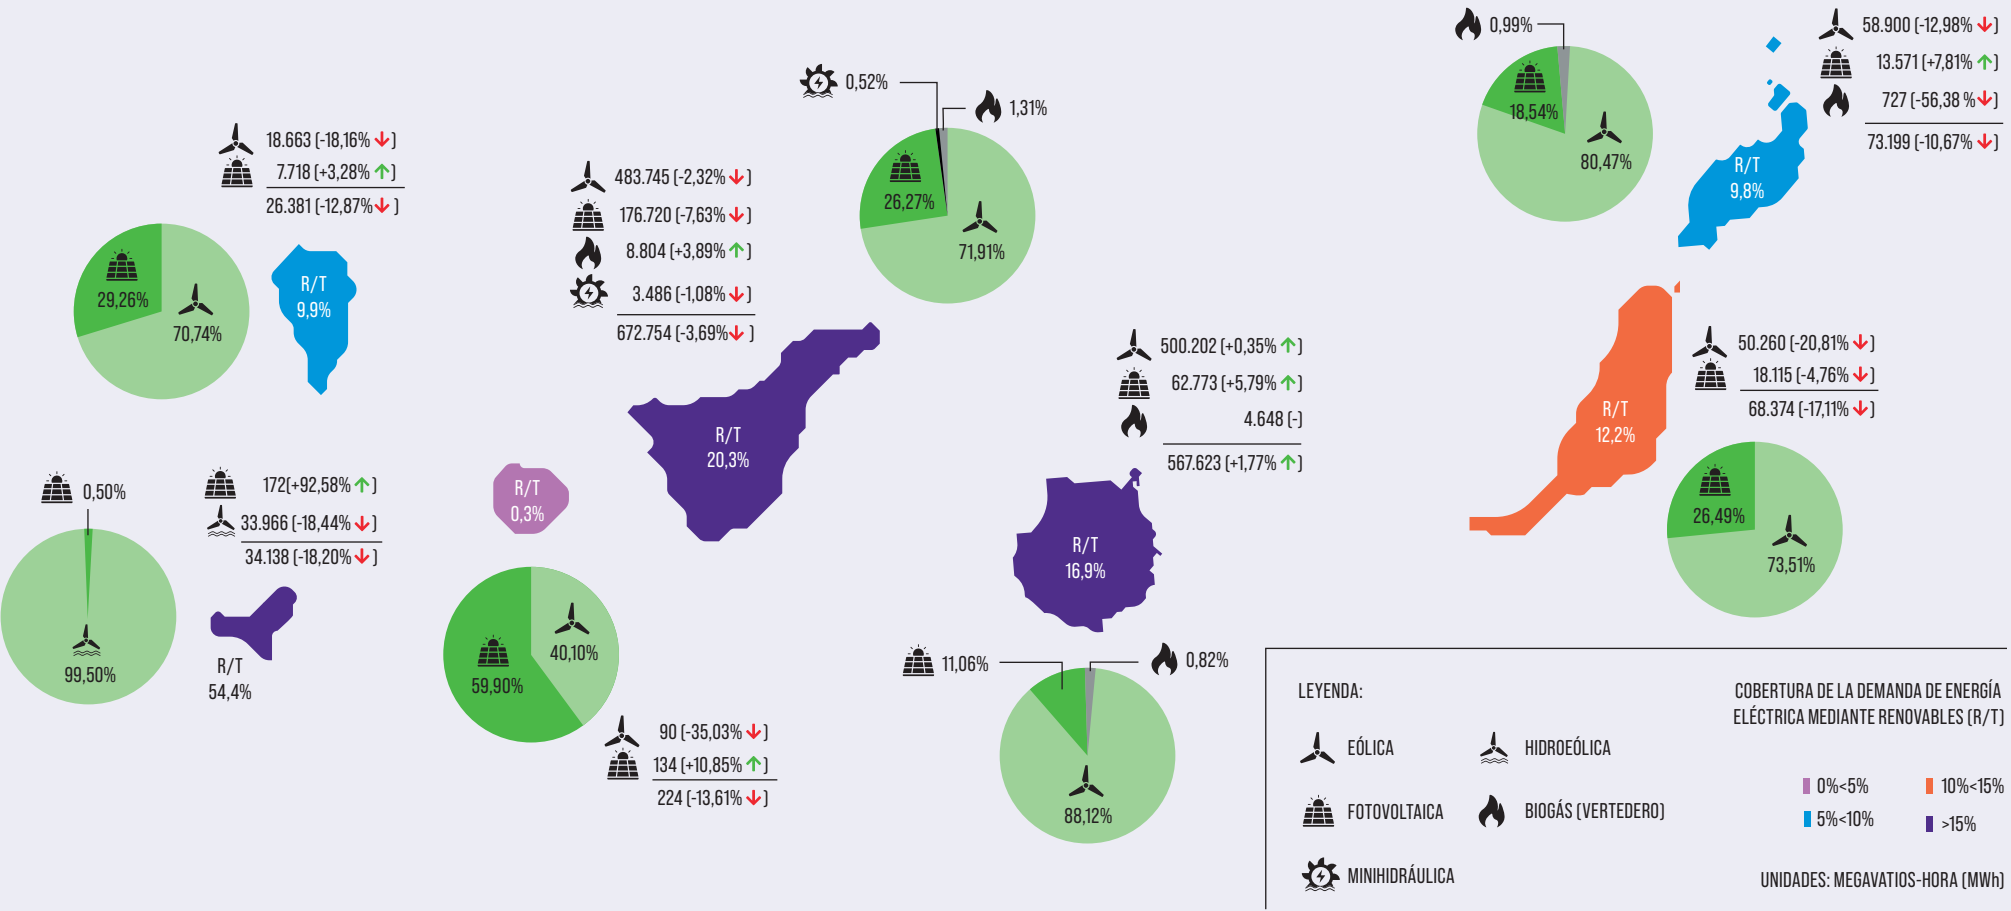 18.663 (-18,16% ↓)
7.718 (+3,28% ↑)
26.381 (-12,87%↓ )
29,26%
70,74%
R/T
9,9%
0,50%
99,50%
172(+92,58% ↑ )
33.966 (-18,44% ↓ )
34.138 (-18,20% ↓ )
R/T
54,4%
R/T
0,3%
59,90%
40,10%
90 (-35,03% ↓ )
134 (+10,85% ↑ )
224 (-13,61% ↓ )
483.745 (-2,32% ↓ )
176.720 (-7,63% ↓ )
8.804 (+3,89% ↑ )
3.486 (-1,08% ↓ )
672.754 (-3,69%↓ )
0,52%
1,31%
26,27%
71,91%
R/T
20,3%
500.202 (+0,35% ↑ )
62.773 (+5,79% ↑ )
4.648 (-)
567.623 (+1,77% ↑ )
R/T
16,9%
11,06%
0,82%
88,12%
0,99%
18,54%
80,47%
58.900 (-12,98% ↓ )
13.571 (+7,81% ↑ )
727 (-56,38 %↓ )
73.199 (-10,67% ↓ )
R/T
9,8%
R/T
12,2%
50.260 (-20,81% ↓ )
18.115 (-4,76% ↓ )
68.374 (-17,11% ↓ )
26,49%
73,51%
LEYENDA:
EÓLICA
HIDROEÓLICA
FOTOVOLTAICA
BIOGÁS (VERTEDERO)
MINIHIDRÁULICA
COBERTURA DE LA DEMANDA DE ENERGÍA
ELÉCTRICA MEDIANTE RENOVABLES (R/T)
0%<5%
10%<15%
5%<10%
>15%
UNIDADES: MEGAVATIOS-HORA (MWh)